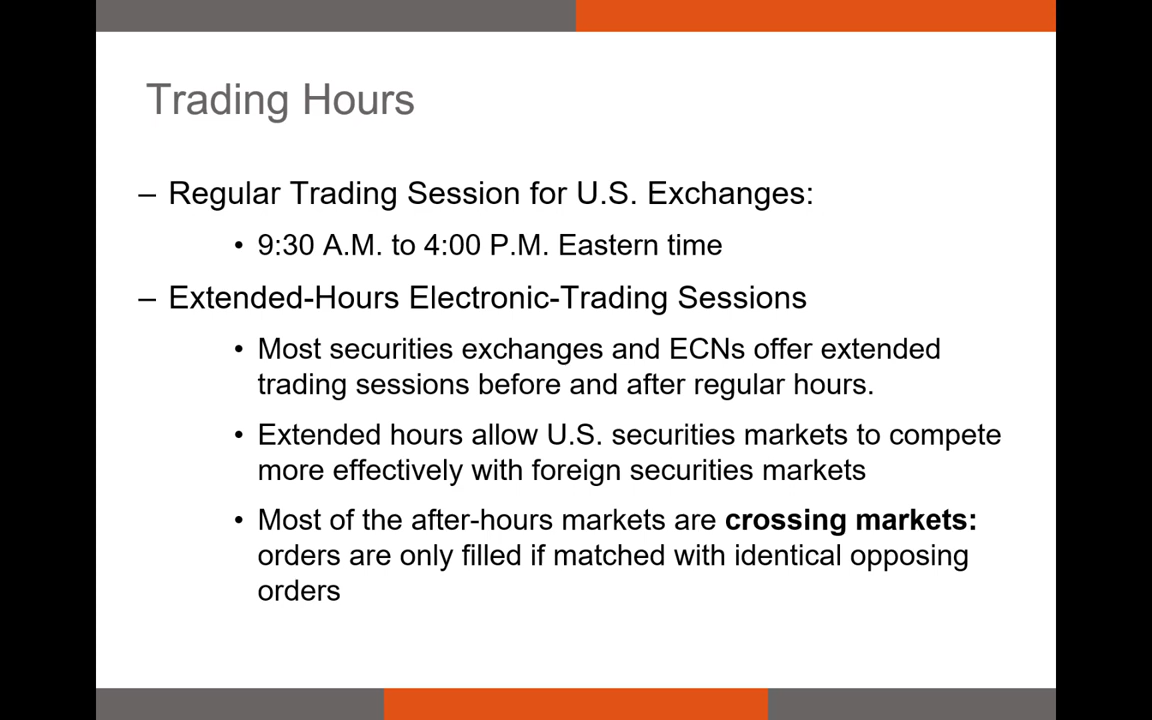 Trading Hours
– Regular Trading Session for U.S. Exchanges:
• 9:30 A.M. to 4:00 P.M. Eastern time
– Extended-Hours Electronic-Trading Sessions
• Most securities exchanges and ECNs offer extended
trading sessions before and after regular hours.
• Extended hours allow U.S. securities markets to compete
more effectively with foreign securities markets
• Most of the after-hours markets are crossing markets:
orders are only filled if matched with identical opposing
orders